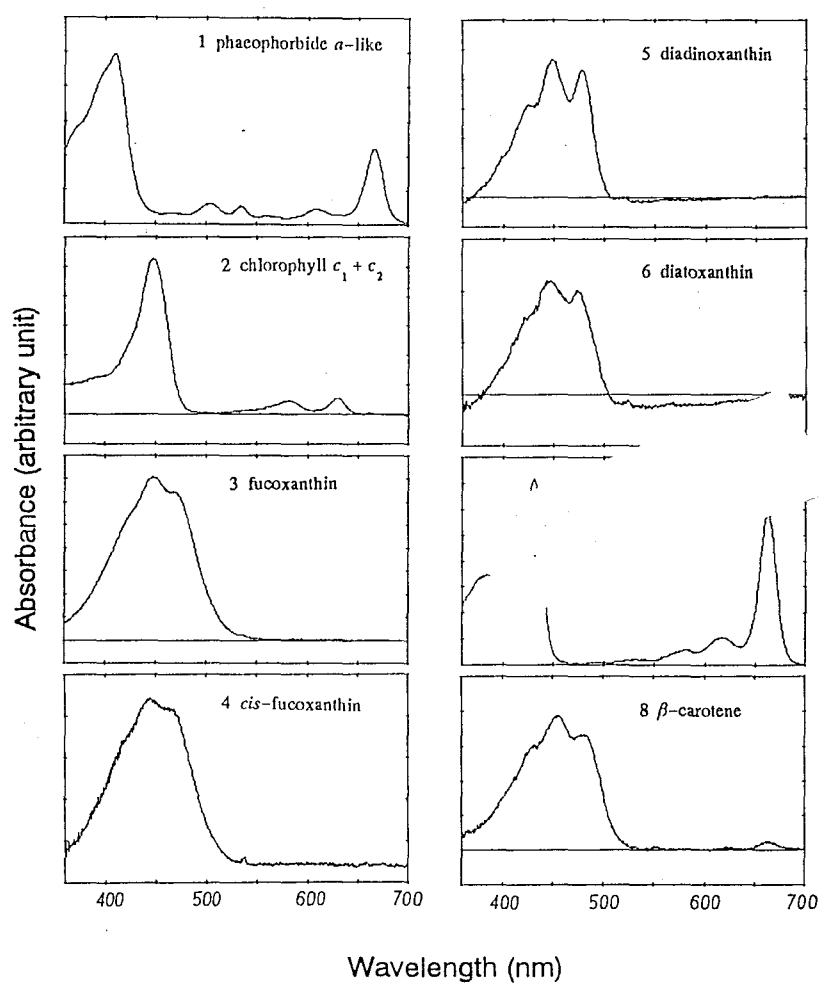 1 phaeophorbide a-like
5 diadinoxanthin
2 chlorophyll c1 + c2
6 diatoxanthin
3 fucoxanthin
4 cis-fucoxanthin
8 β-carotene
Absorbance (arbitrary unit)
400 500 600 700
400 500 600 700
Wavelength (nm)